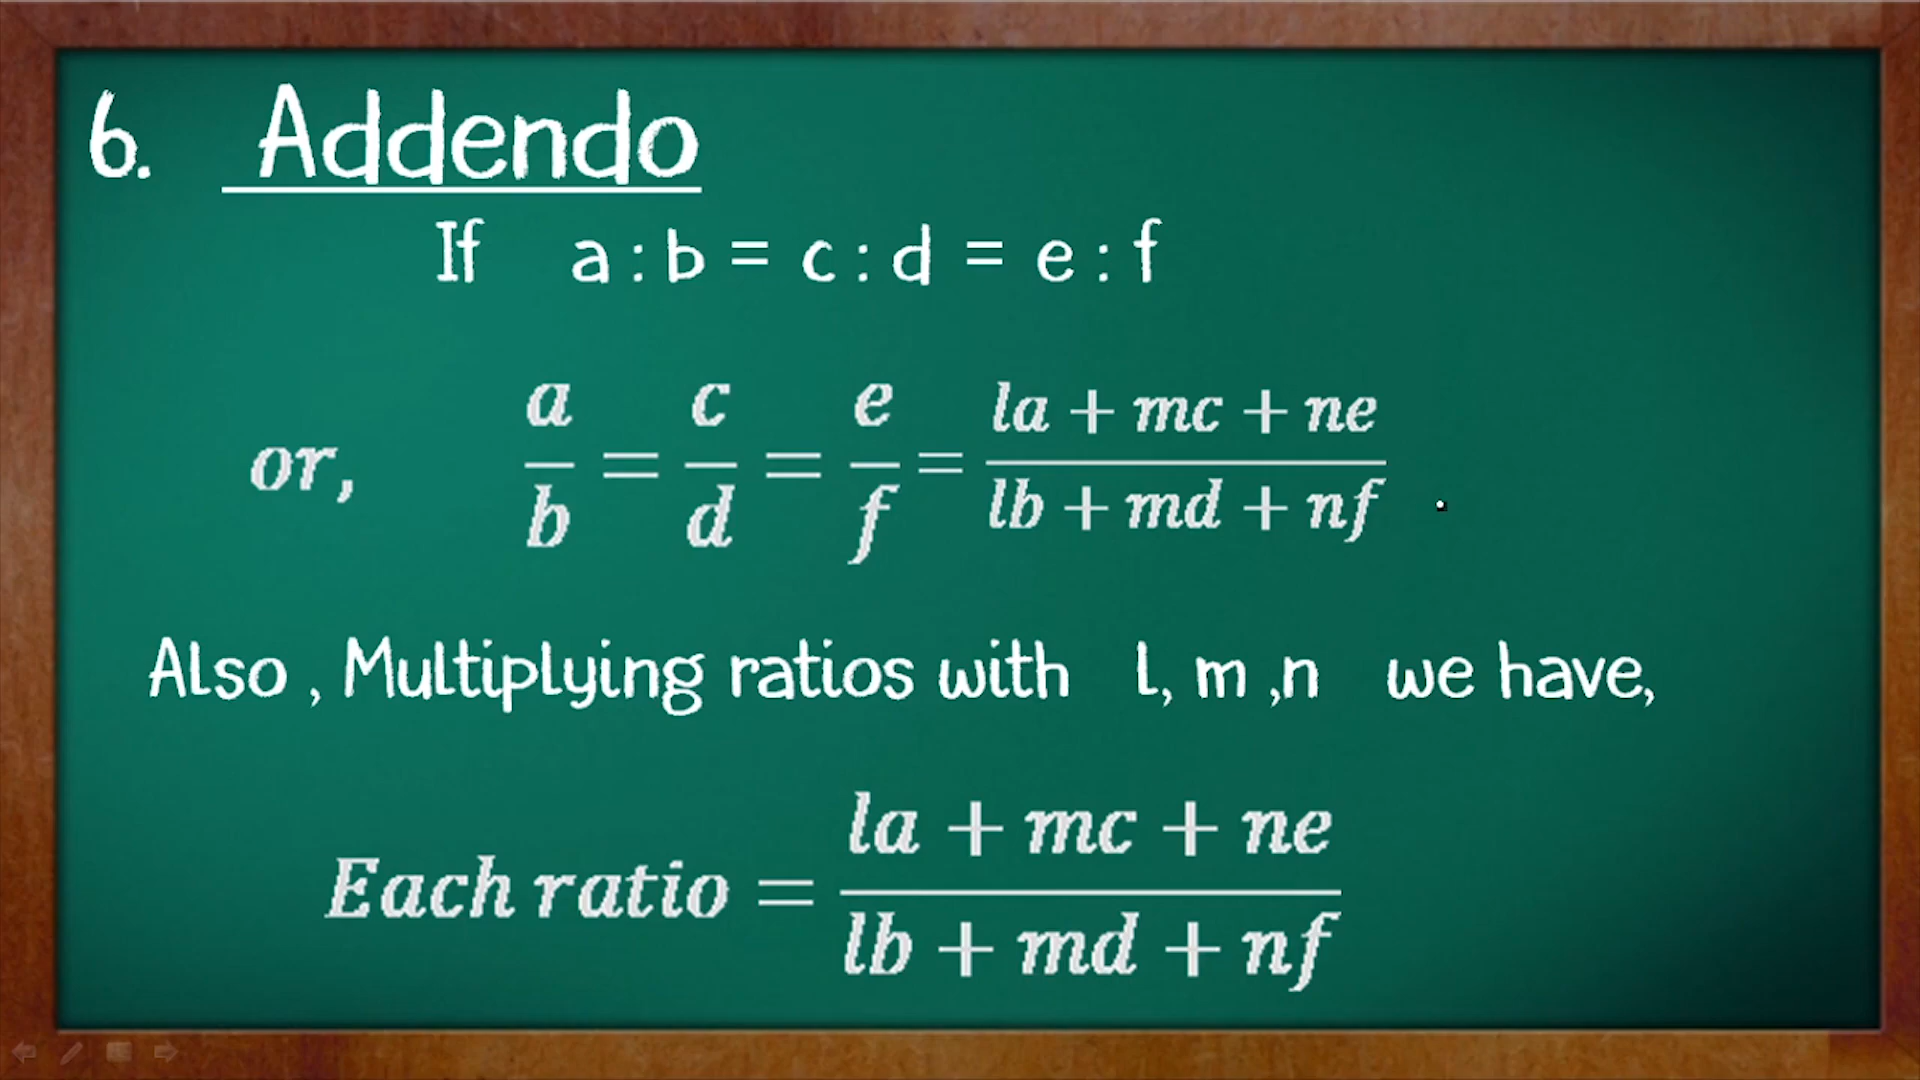 6. Addendo
If a : b = c : d = e : f
or, a/b = c/d = e/f = (la + mc + ne)/(lb + md + nf)
Also , Multiplying ratios with l, m ,n we have,
Each ratio = (la + mc + ne)/(lb + md + nf)